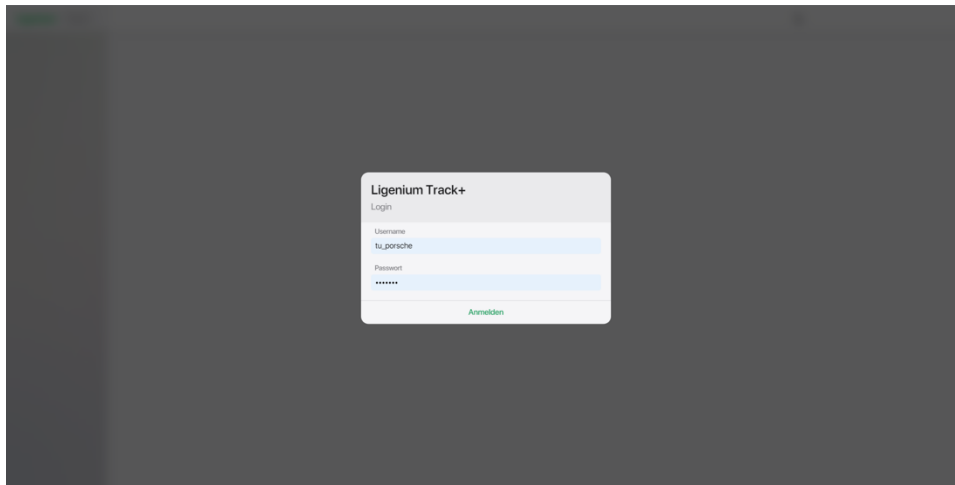 Ligenium Track+
Login
Username
tu_porsche
Passwort
•••••••
Anmelden